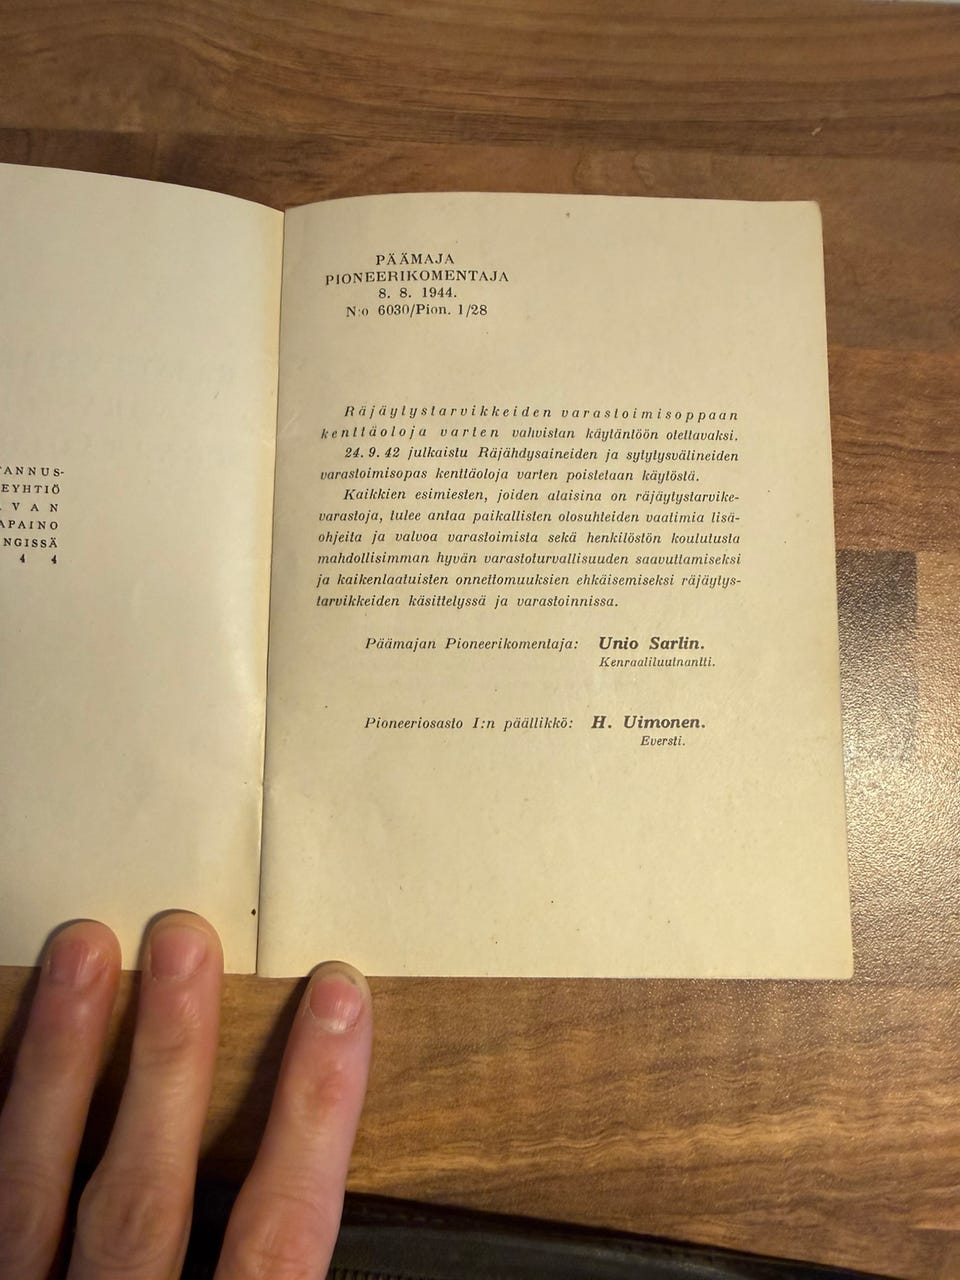 TANNUS-
EYHTIÖ
VAN
APAINO
NGISSÄ
4 4
PÄÄMAJA
PIONEERIKOMENTAJA
8. 8. 1944.
N:o 6030/Pion. 1/28
Räjäytystarvikkeiden varastoimisoppaan
kenttäoloja varten vahvistan käytäntöön otettavaksi.
24. 9. 42 julkaistu Räjähdysaineiden ja sytytysvälineiden
varastoimisopas kenttäoloja varten poistetaan käytöstä.
Kaikkien esimiesten, joiden alaisina on räjäytystarvike-
varastoja, tulee antaa paikallisten olosuhteiden vaatimia lisä-
ohjeita ja valvoa varastoimista sekä henkilöstön koulutusta
mahdollisimman hyvän varastoturvallisuuden saavuttamiseksi
ja kaikenlaatuisten onnettomuuksien ehkäisemiseksi räjäytys-
tarvikkeiden käsittelyssä ja varastoinnissa.
Päämajan Pioneerikomentaja: Unio Sarlin.
Kenraaliluutnantti.
Pioneeriosasto I:n päällikkö: H. Uimonen.
Eversti.